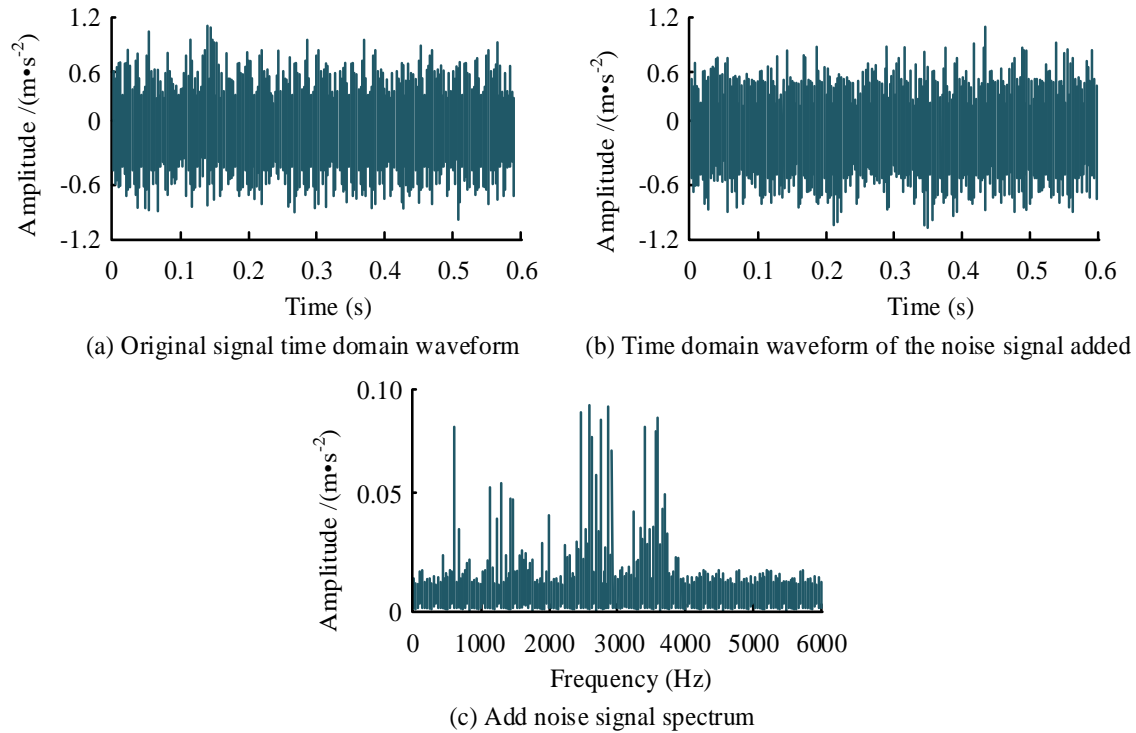 1.2
0.6
0
-0.6
-1.2
Amplitude /(m•s⁻²)
0 0.1 0.2 0.3 0.4 0.5 0.6
Time (s)
(a) Original signal time domain waveform
1.2
0.6
0
-0.6
-1.2
Amplitude /(m•s⁻²)
0 0.1 0.2 0.3 0.4 0.5 0.6
Time (s)
(b) Time domain waveform of the noise signal added
0.10
0.05
0
Amplitude /(m•s⁻²)
0 1000 2000 3000 4000 5000 6000
Frequency (Hz)
(c) Add noise signal spectrum